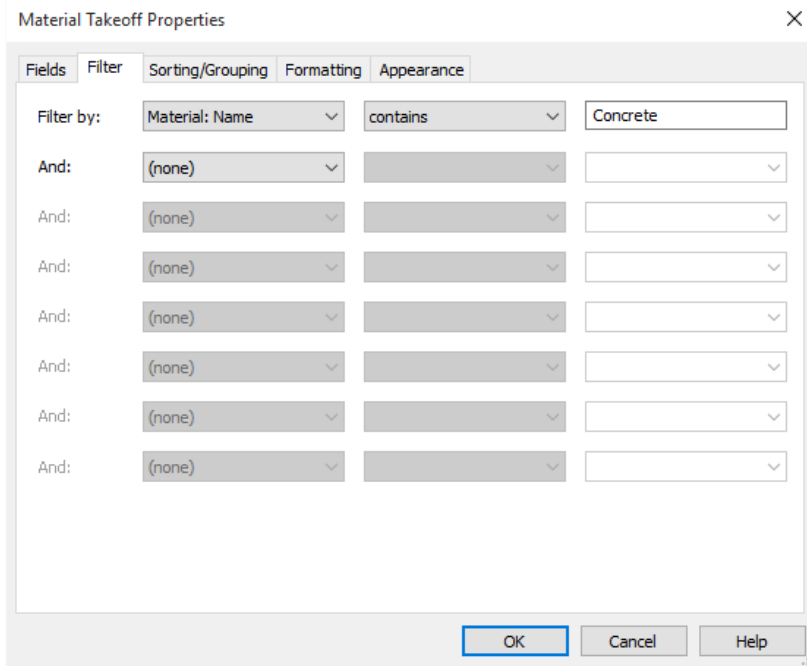 Material Takeoff Properties
Fields Filter Sorting/Grouping Formatting Appearance
Filter by: Material: Name contains Concrete
And: (none)
And: (none)
And: (none)
And: (none)
And: (none)
And: (none)
And: (none)
OK Cancel Help